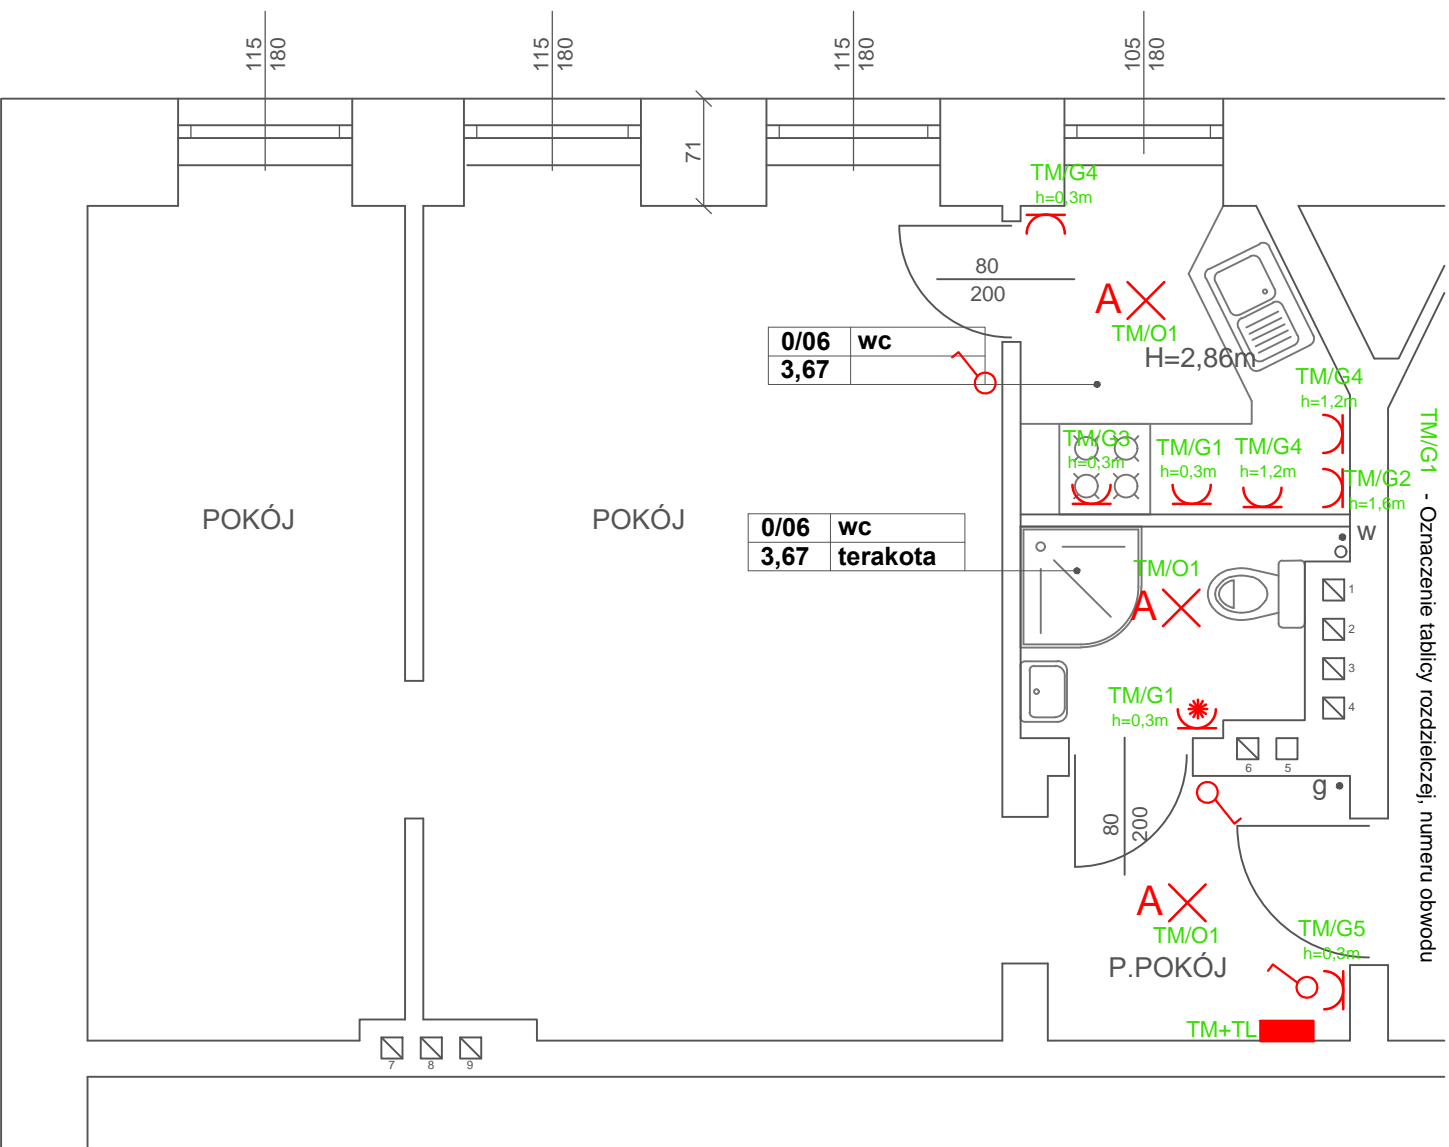 115
180
115
180
115
180
105
180
71
TM/G4
h=0,3m
80
200
A
TM/O1
H=2,86m
0/06 wc
3,67
TM/G4
h=1,2m
TM/G3
h=0,3m
TM/G1
h=0,3m
TM/G4
h=1,2m
TM/G2
h=1,6m
TM/G1 - Oznaczenie tablicy rozdzielczej, numeru obwodu
POKÓJ
POKÓJ
0/06 wc
3,67 terakota
w
TM/O1
A
1
2
3
4
TM/G1
h=0,3m
6
5
g
80
200
A
TM/O1
P.POKÓJ
TM/G5
h=0,3m
TM+TL
7
8
9